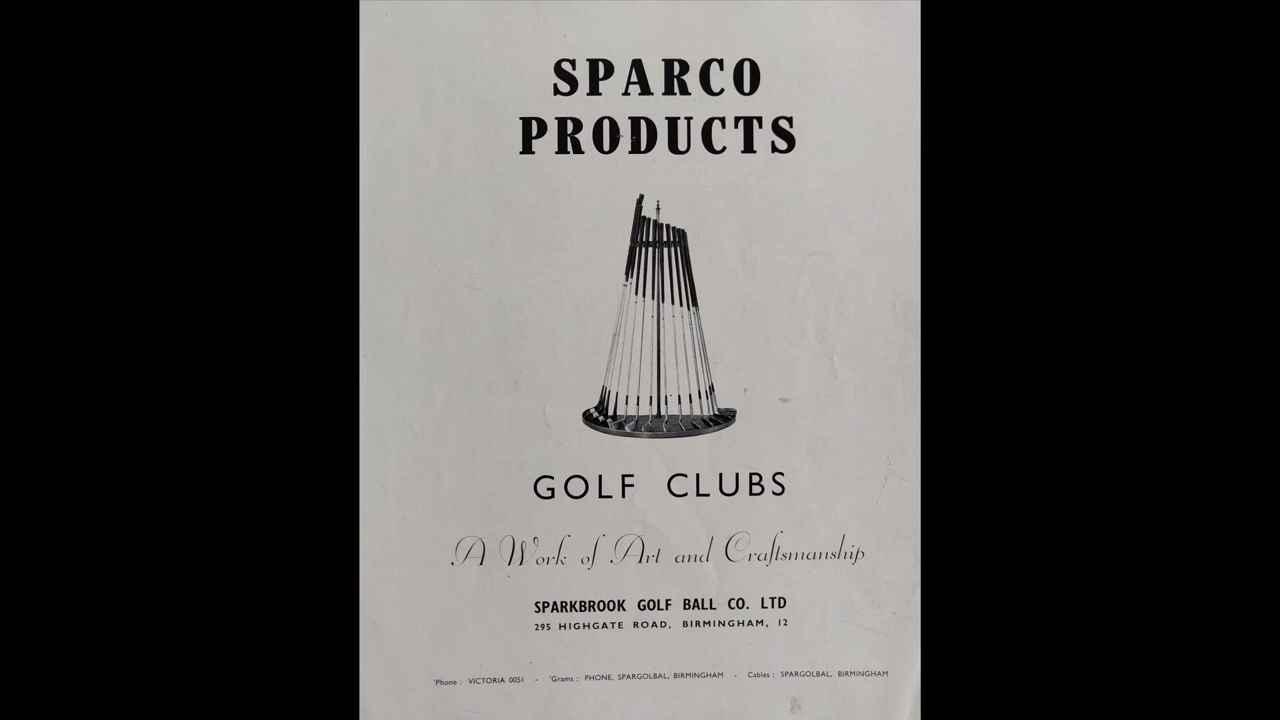 SPARCO
PRODUCTS
GOLF CLUBS
A Work of Art and Craftsmanship
SPARKBROOK GOLF BALL CO. LTD
295 HIGHGATE ROAD, BIRMINGHAM, 12
'Phone : VICTORIA 0051 - 'Grams : PHONE, SPARGOLBAL, BIRMINGHAM - Cables : SPARGOLBAL, BIRMINGHAM